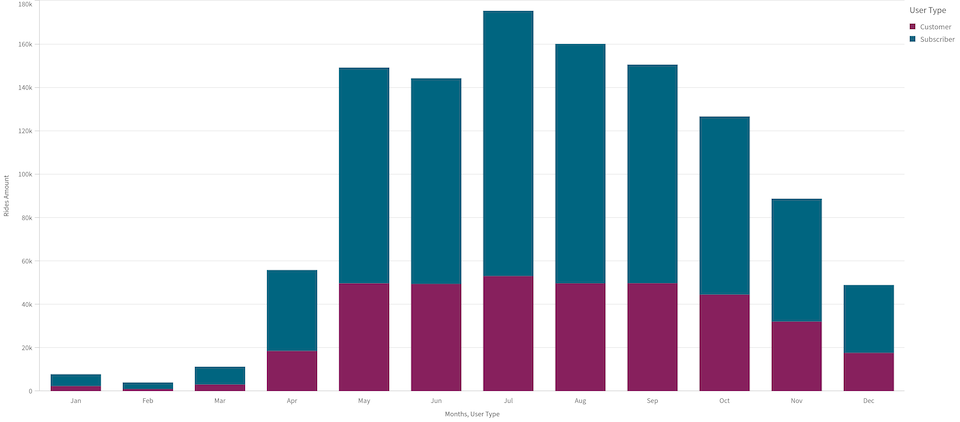 User Type
Customer
Subscriber
180k
160k
140k
120k
100k
80k
60k
40k
20k
0
Rides Amount
Jan Feb Mar Apr May Jun Jul Aug Sep Oct Nov Dec
Months, User Type